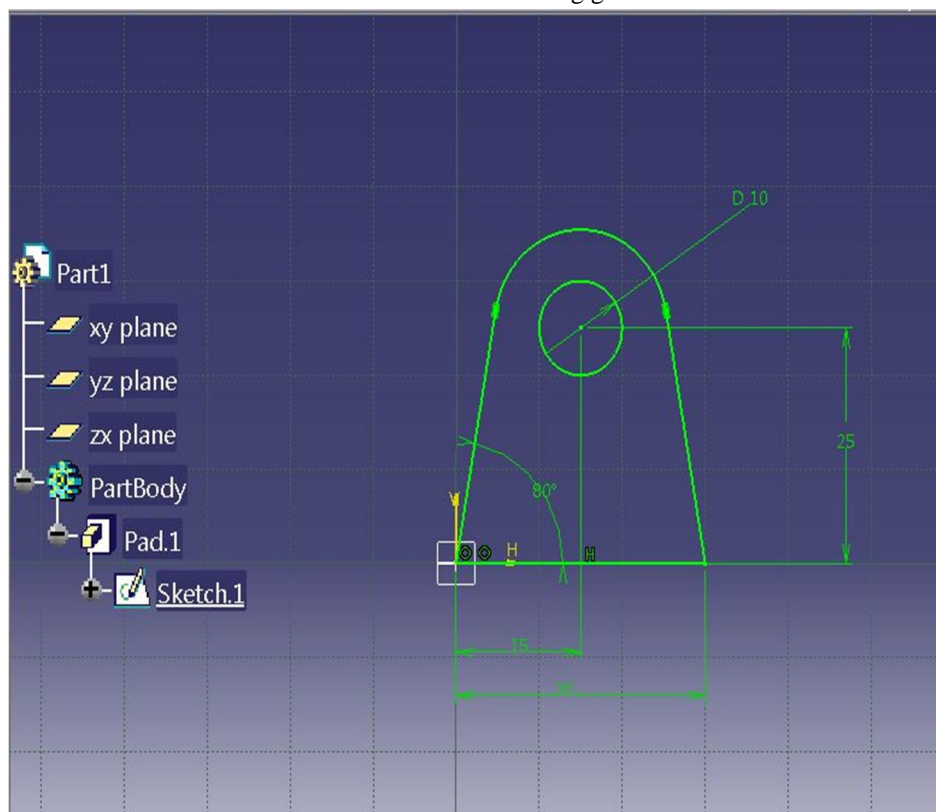 D 10
Part1
xy plane
yz plane
zx plane
25
PartBody
80°
Pad.1
V
H
H
Sketch.1
15